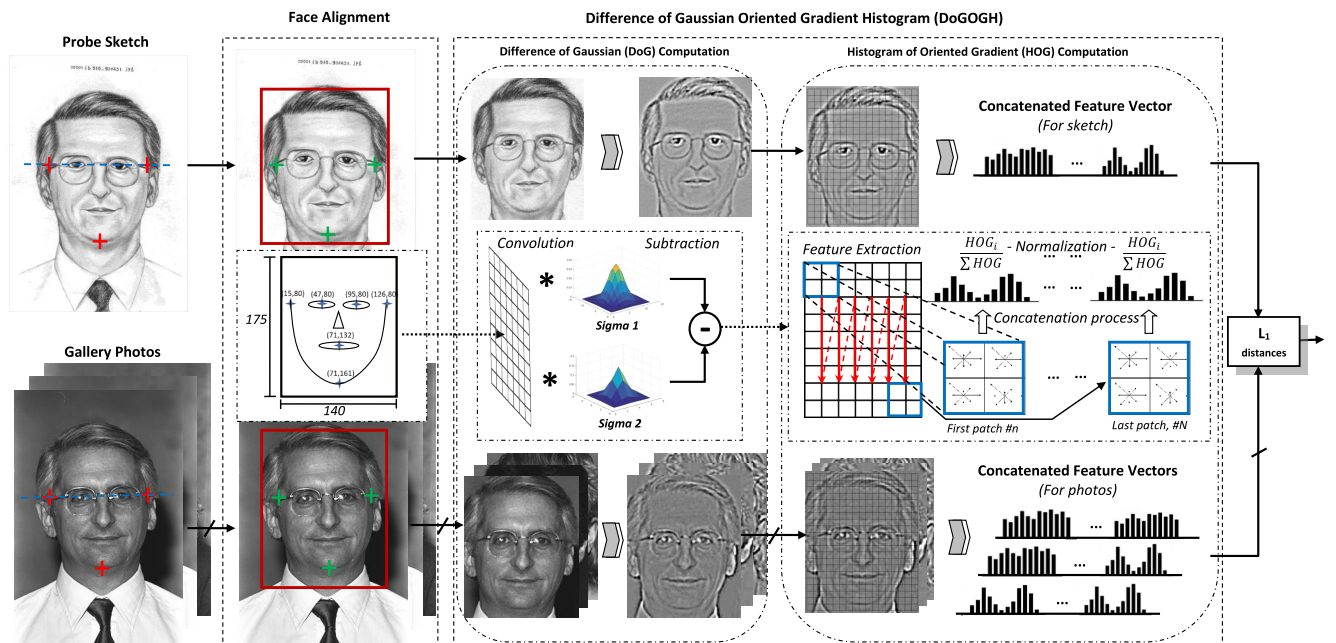 Face Alignment
Difference of Gaussian Oriented Gradient Histogram (DoGOGH)
Probe Sketch
Difference of Gaussian (DoG) Computation
Histogram of Oriented Gradient (HOG) Computation
Concatenated Feature Vector
(For sketch)
...
...
Convolution
Subtraction
*
Sigma 1
*
Sigma 2
-
Feature Extraction
HOG_i
∑ HOG
- Normalization -
HOG_i
∑ HOG
... ...
... ...
Concatenation process
... ...
First patch #n
Last patch, #N
(15,80)
(47,80)
(95,80)
(126,80)
(71,132)
(71,161)
175
140
L1
distances
Gallery Photos
Concatenated Feature Vectors
(For photos)
...
...
...